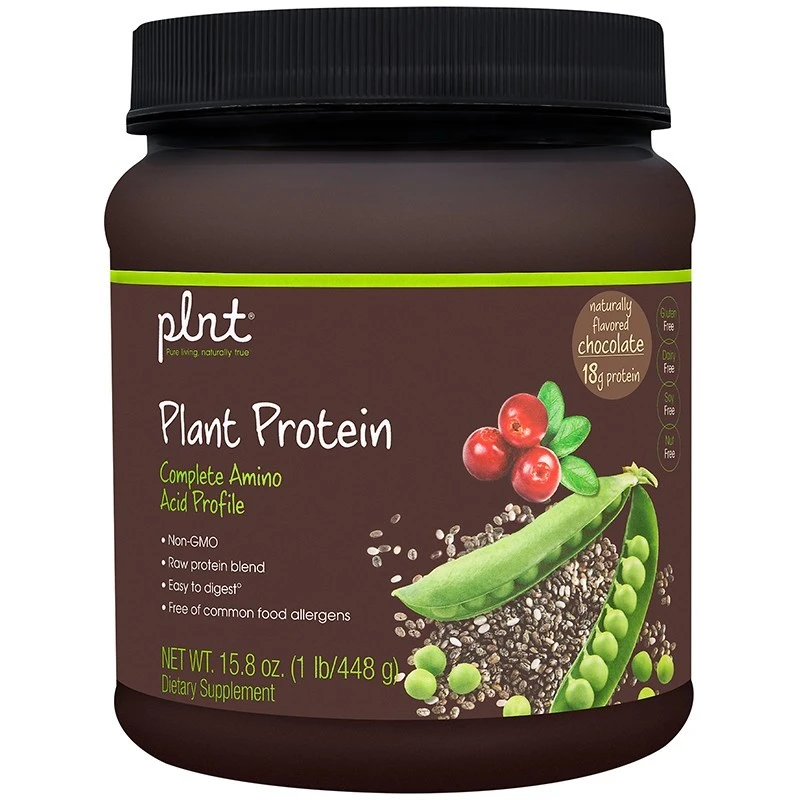 plnt®
Pure living, naturally true
naturally
flavored
chocolate
18g protein
Gluten
Free
Dairy
Free
Soy
Free
Nut
Free
Plant Protein
Complete Amino
Acid Profile
• Non-GMO
• Raw protein blend
• Easy to digest°
• Free of common food allergens
NET WT. 15.8 oz. (1 lb/448 g)
Dietary Supplement